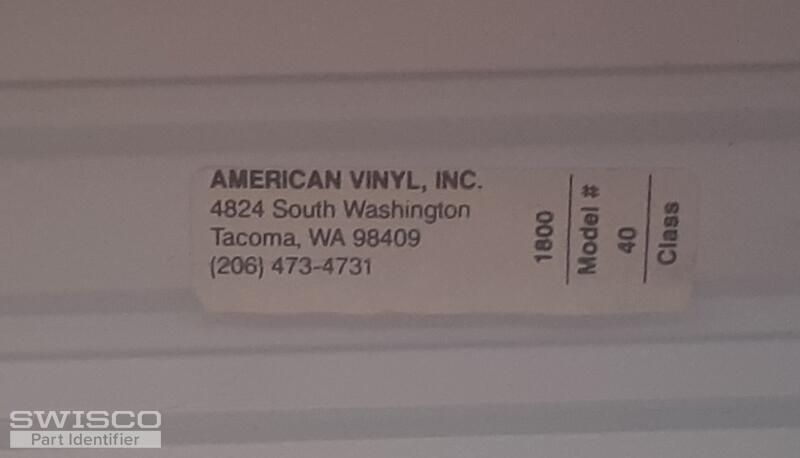 AMERICAN VINYL, INC.
4824 South Washington
Tacoma, WA 98409
(206) 473-4731
1800
Model #
40
Class
SWISCO
Part Identifier